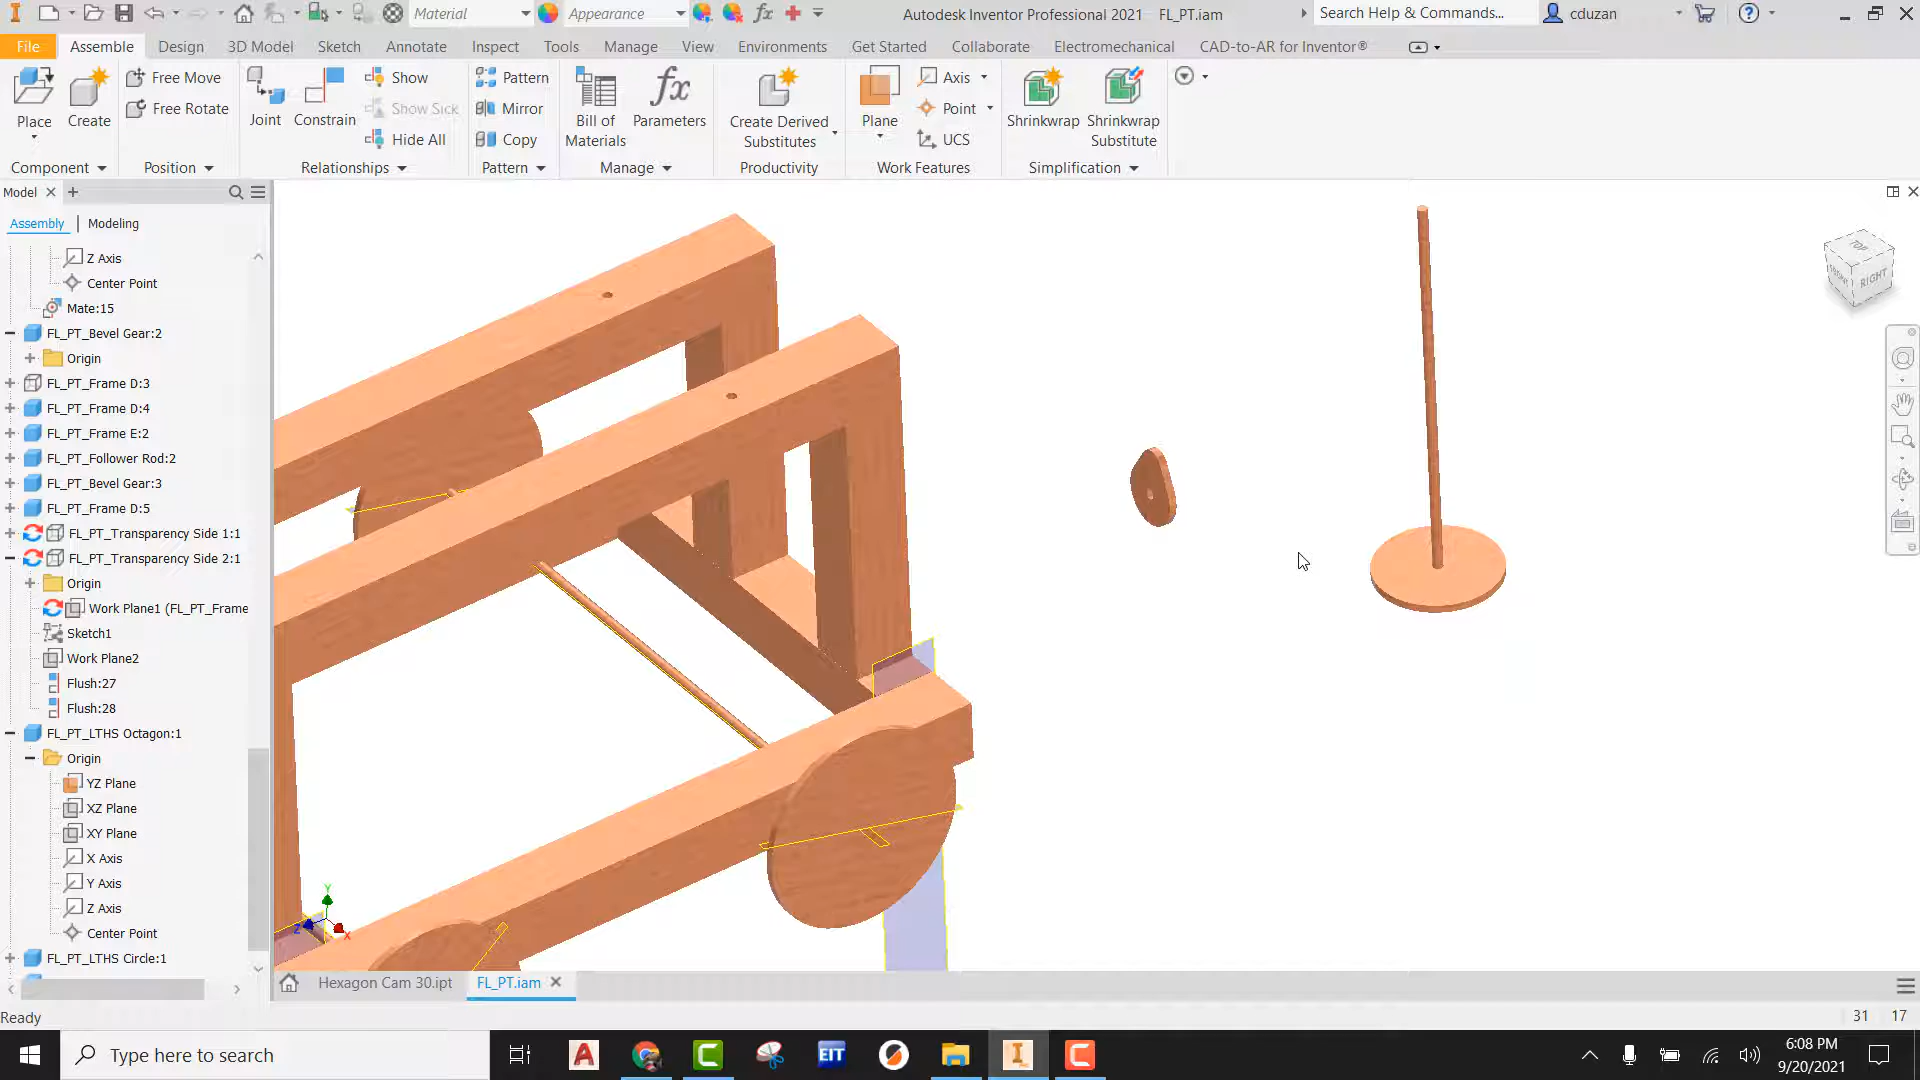 Material
Appearance
Autodesk Inventor Professional 2021 FL_PT.iam
Search Help & Commands...
cduzan
File Assemble Design 3D Model Sketch Annotate Inspect Tools Manage View Environments Get Started Collaborate Electromechanical CAD-to-AR for Inventor®
Place
Create
Free Move
Free Rotate
Joint
Constrain
Show
Show Sick
Hide All
Pattern
Mirror
Copy
Bill of
Materials
fx
Parameters
Create Derived
Substitutes
Plane
Axis
Point
UCS
Shrinkwrap
Shrinkwrap
Substitute
Component
Position
Relationships
Pattern
Manage
Productivity
Work Features
Simplification
Model
Assembly
Modeling
Z Axis
Center Point
Mate:15
FL_PT_Bevel Gear:2
Origin
FL_PT_Frame D:3
FL_PT_Frame D:4
FL_PT_Frame E:2
FL_PT_Follower Rod:2
FL_PT_Bevel Gear:3
FL_PT_Frame D:5
FL_PT_Transparency Side 1:1
FL_PT_Transparency Side 2:1
Origin
Work Plane1 (FL_PT_Frame
Sketch1
Work Plane2
Flush:27
Flush:28
FL_PT_LTHS Octagon:1
Origin
YZ Plane
XZ Plane
XY Plane
X Axis
Y Axis
Z Axis
Center Point
FL_PT_LTHS Circle:1
TOP
FRONT
RIGHT
Y
Z
X
Hexagon Cam 30.ipt
FL_PT.iam
Ready
31 17
Type here to search
EIT
6:08 PM
9/20/2021